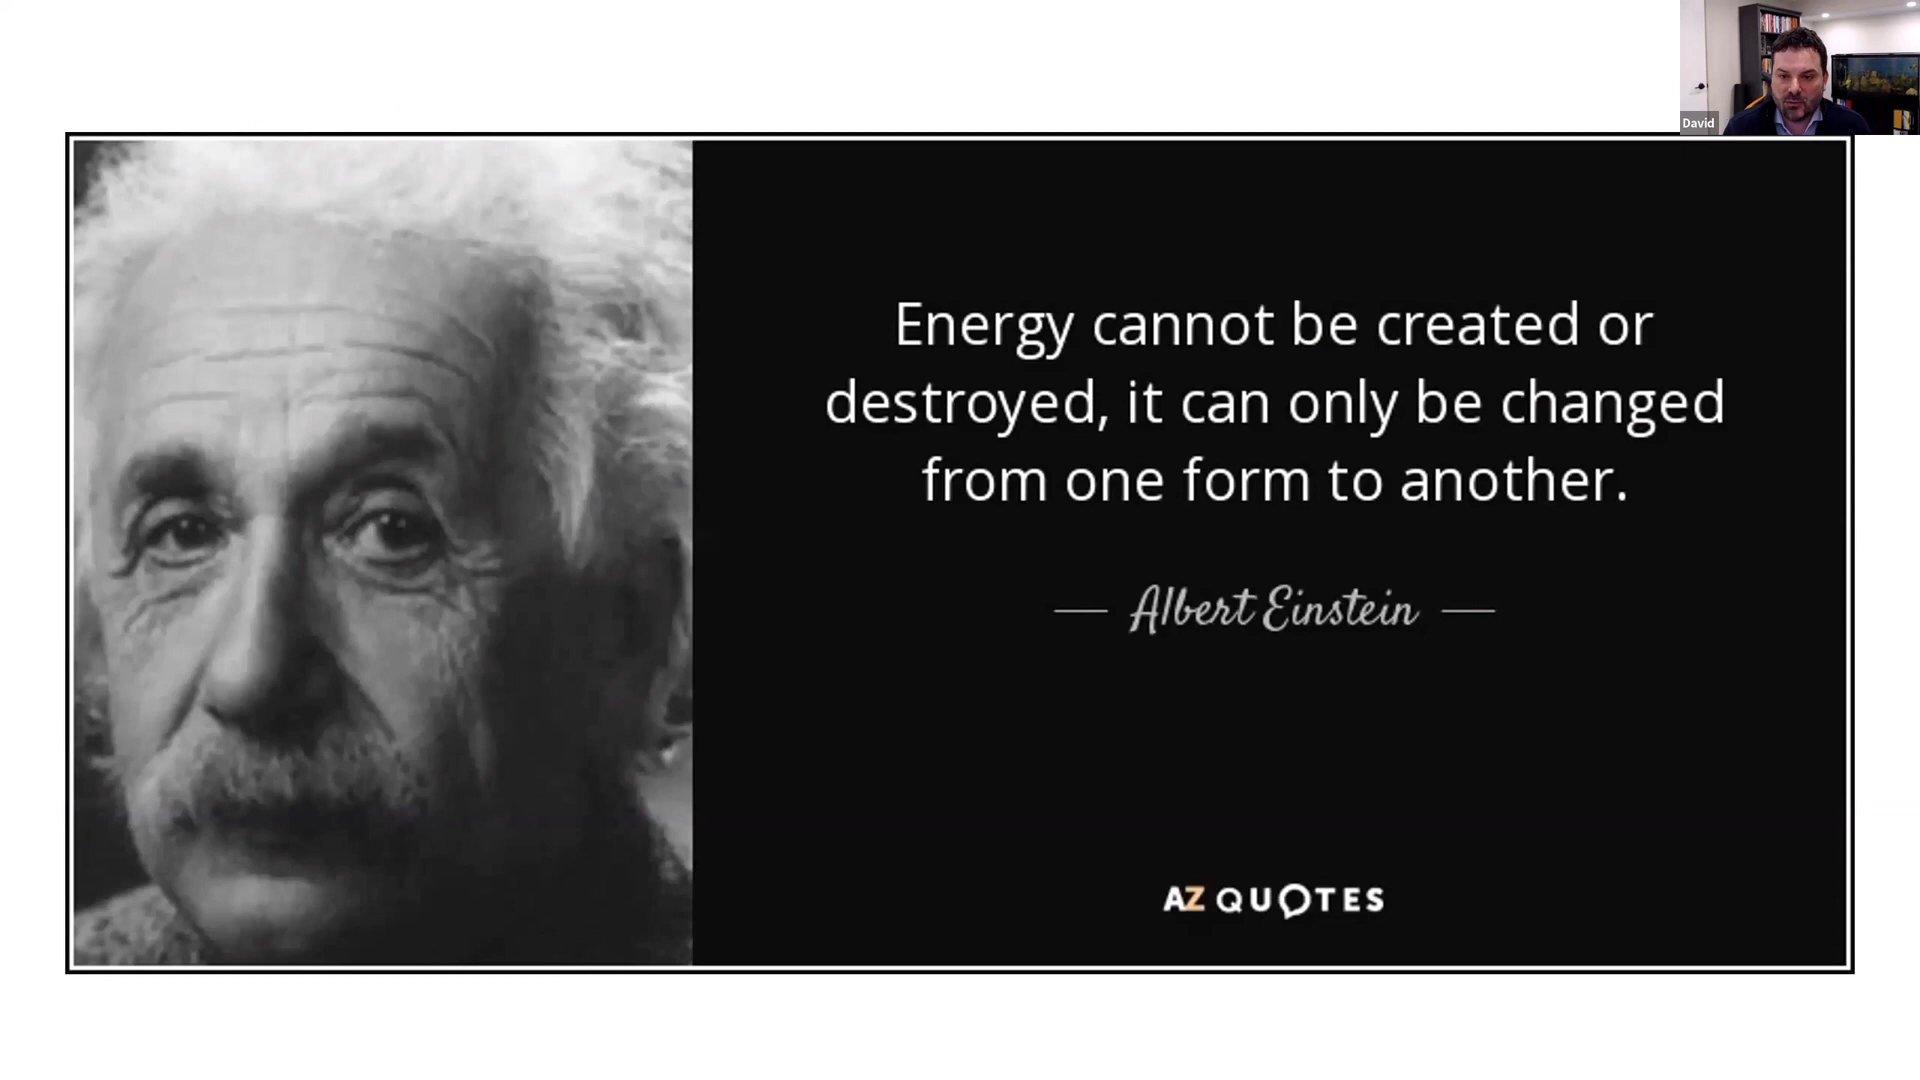 David
Energy cannot be created or
destroyed, it can only be changed
from one form to another.
Albert Einstein
AZ QUOTES